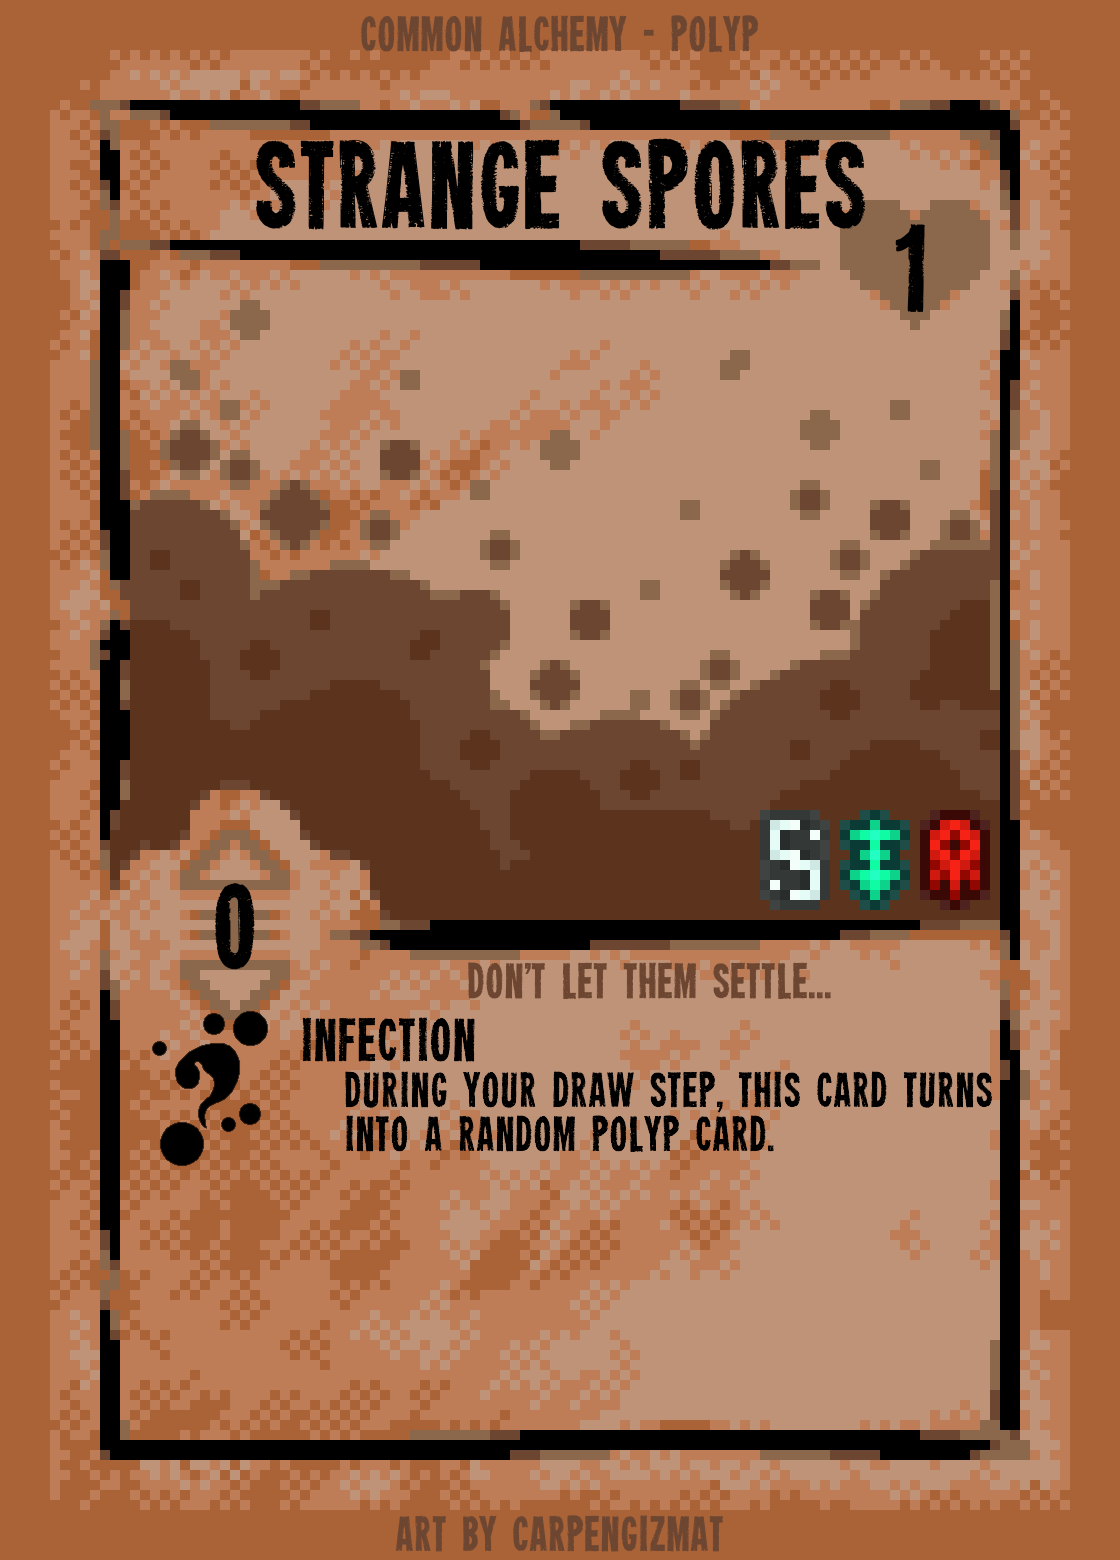 COMMON ALCHEMY - POLYP
STRANGE SPORES
1
S
0
DON'T LET THEM SETTLE...
INFECTION
DURING YOUR DRAW STEP, THIS CARD TURNS
INTO A RANDOM POLYP CARD.
?
ART BY CARPENGIZMAT